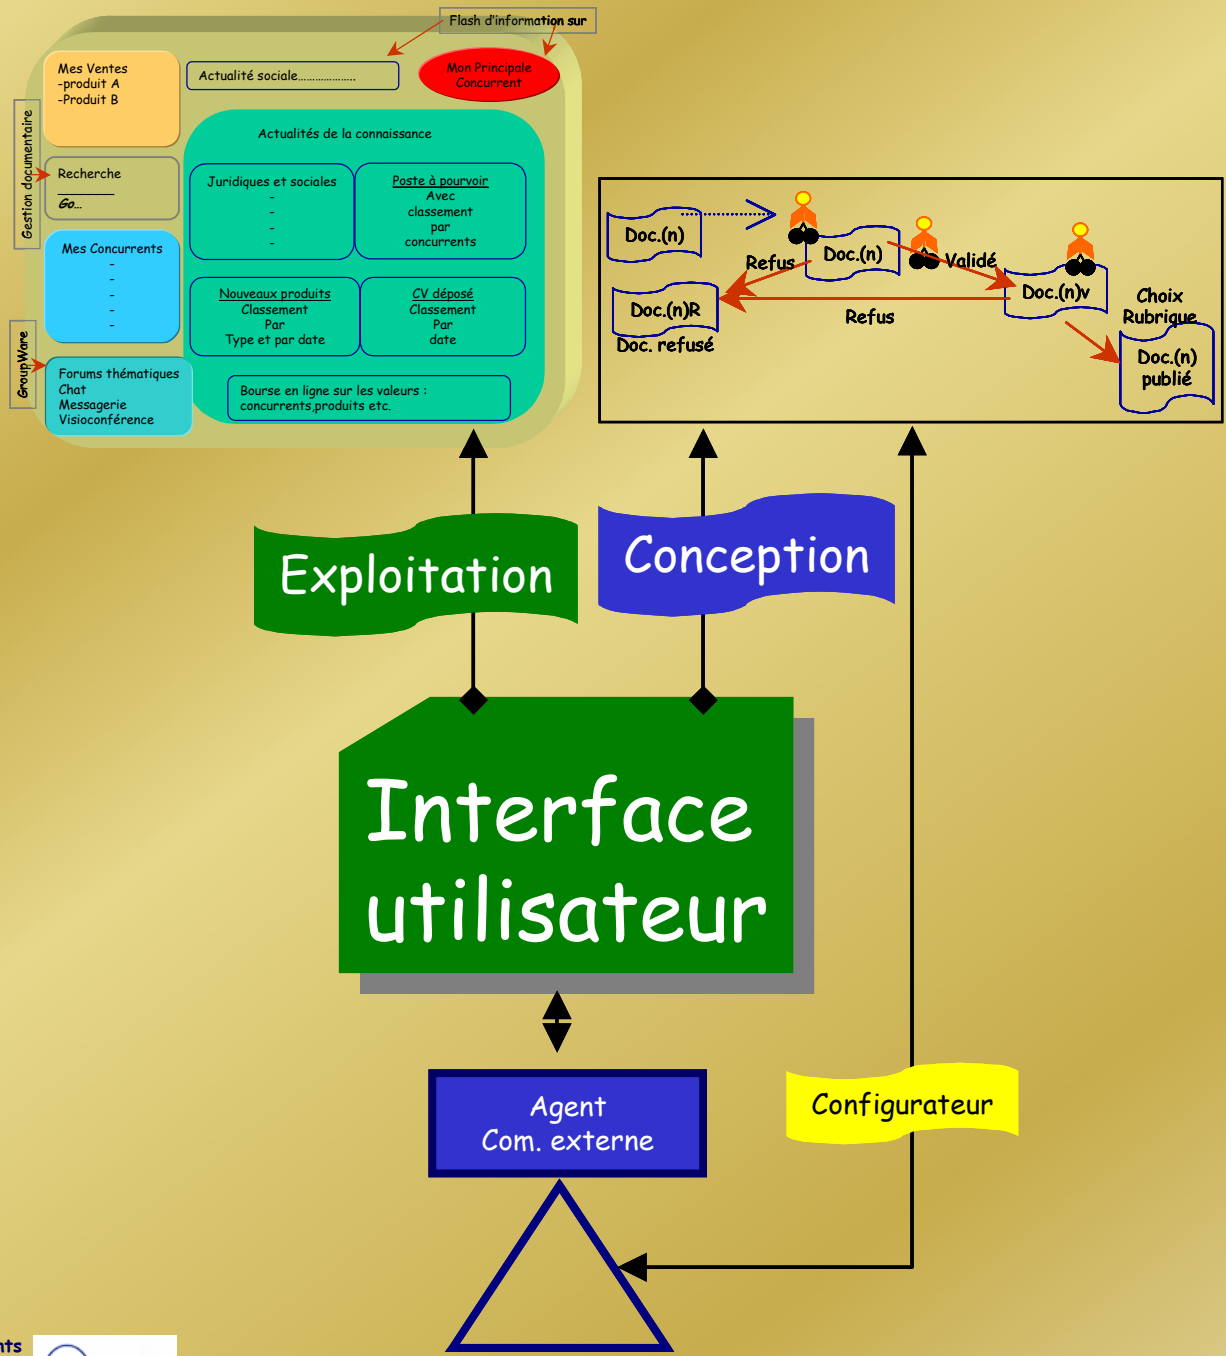 Flash d'information sur
Mes Ventes
-produit A
-Produit B
Actualité sociale....................
Mon Principale
Concurrent
Gestion documentaire
Recherche
Go...
Actualités de la connaissance
Juridiques et sociales
-
-
-
-
Poste à pourvoir
Avec
classement
par
concurrents
Mes Concurrents
-
-
-
-
-
Nouveaux produits
Classement
Par
Type et par date
CV déposé
Classement
Par
date
GroupWare
Forums thématiques
Chat
Messagerie
Visioconférence
Bourse en ligne sur les valeurs :
concurrents,produits etc.
Doc.(n)
Doc.(n)
Refus
Validé
Doc.(n)R
Doc. refusé
Refus
Doc.(n)v
Choix
Rubrique
Doc.(n)
publié
Exploitation
Conception
Interface
utilisateur
Agent
Com. externe
Configurateur
nts